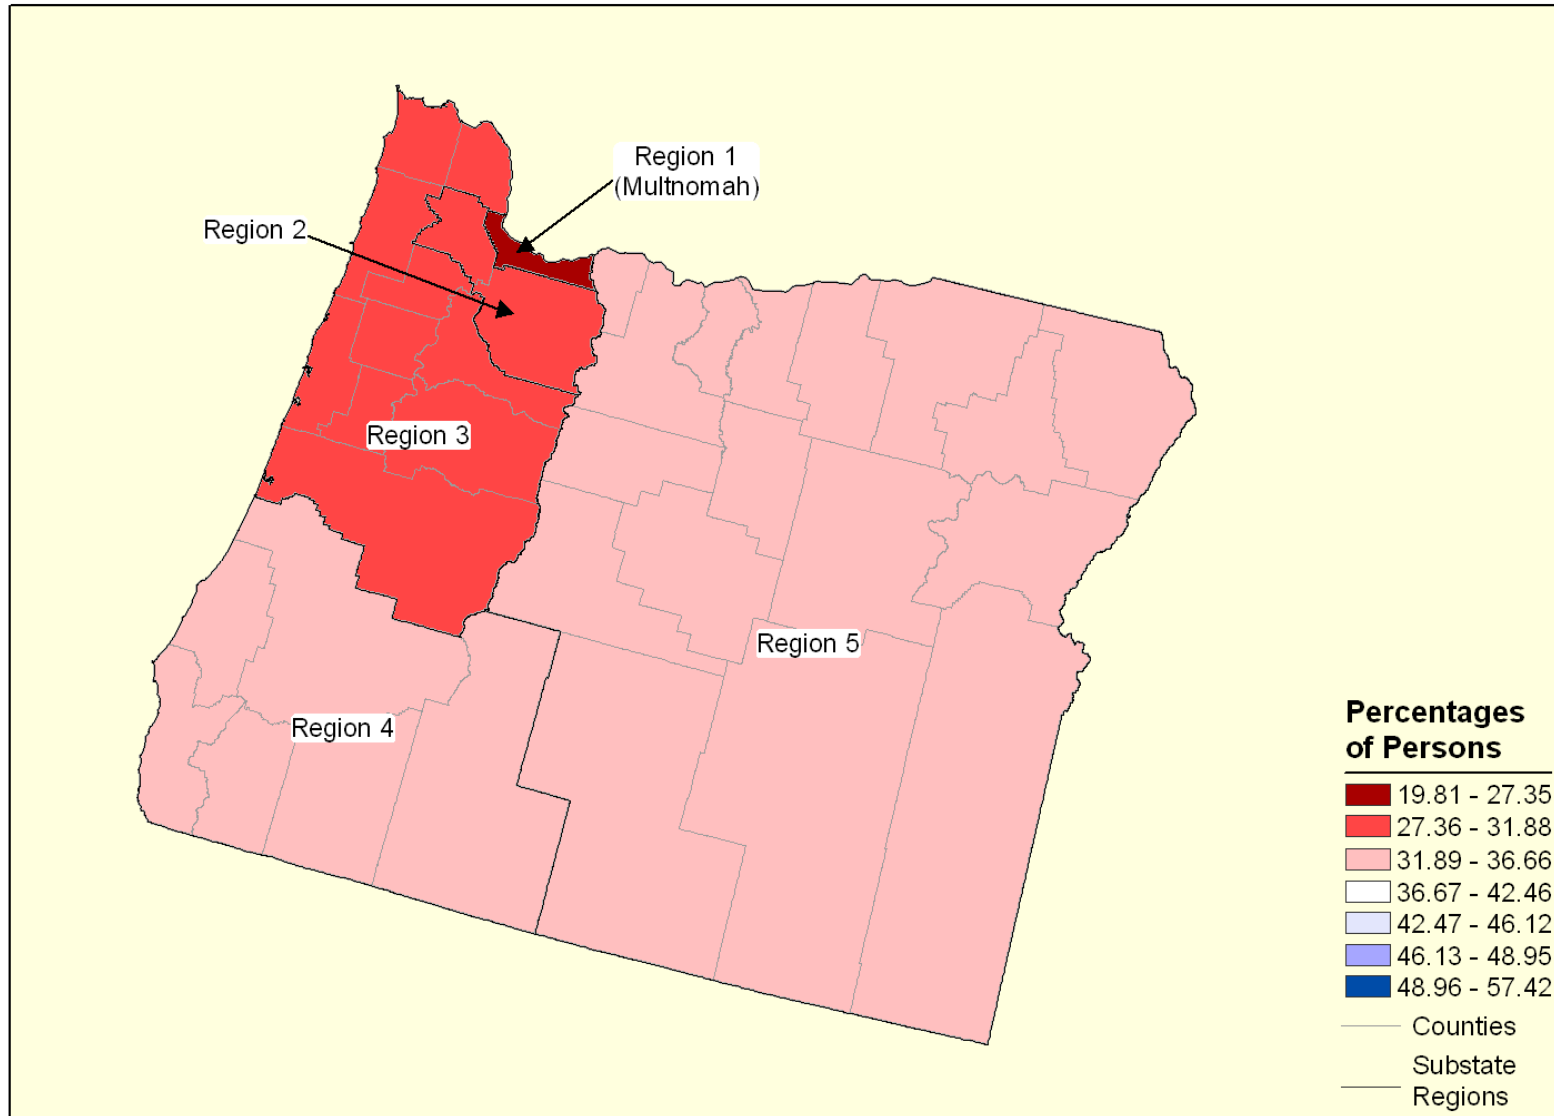 Region 1
(Multnomah)
Region 2
Region 3
Region 5
Region 4
Percentages
of Persons
19.81 - 27.35
27.36 - 31.88
31.89 - 36.66
36.67 - 42.46
42.47 - 46.12
46.13 - 48.95
48.96 - 57.42
Counties
Substate
Regions